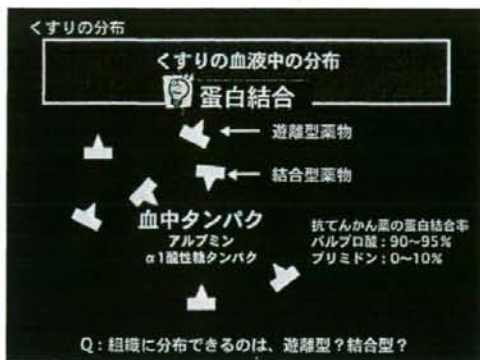 くすりの分布
くすりの血液中の分布
蛋白結合
遊離型薬物
結合型薬物
血中タンパク
アルブミン
α1酸性糖タンパク
抗てんかん薬の蛋白結合率
バルプロ酸：90〜95%
プリミドン：0〜10%
Q：組織に分布できるのは、遊離型？結合型？